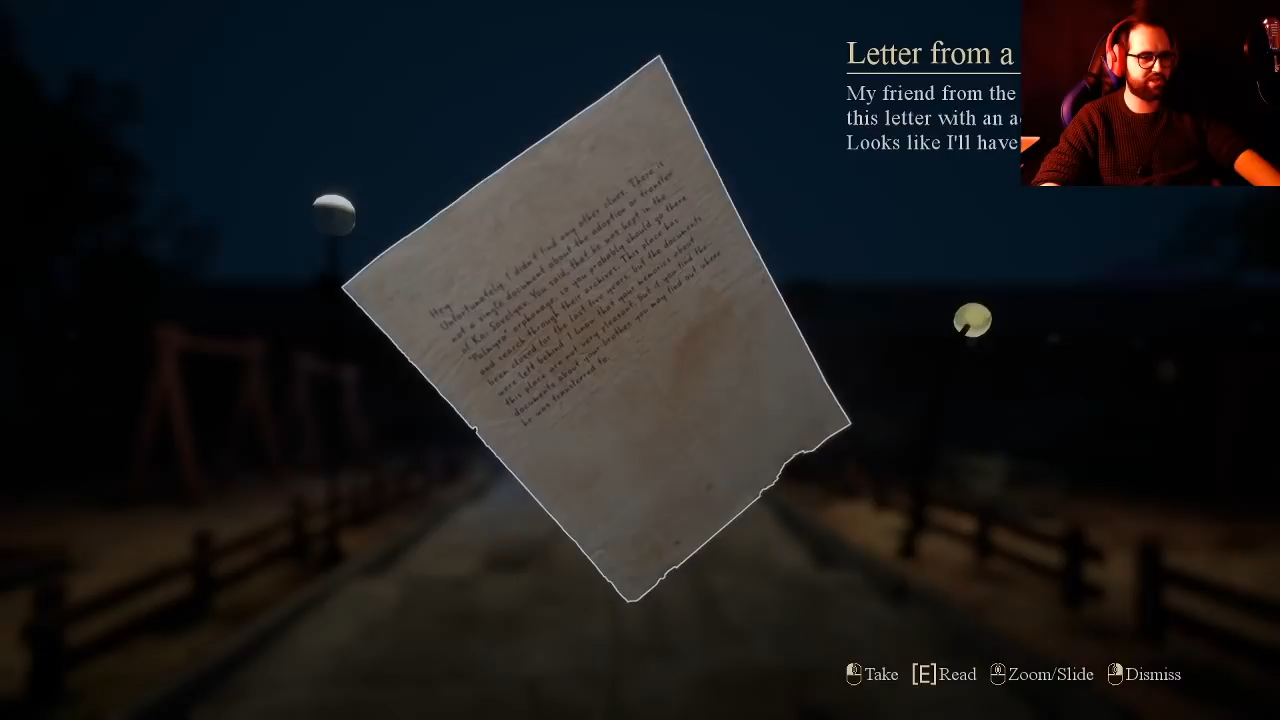 Letter from a
My friend from the
this letter with an a
Looks like I'll have
Hey.
Unfortunately, I didn't find any other clues. There is
not a single document about the adoption or transfer
of Kai Savelyev. You said, that he was kept in the
"Palmyra" orphanage, so you probably should go there
and search through their archives. This place has
been closed for the last five years, but the documents
were left behind. I know that your memories about
this place are not very pleasant, but if you find the
documents about your brother, you may find out where
he was transferred to.
Take [E]Read Zoom/Slide Dismiss